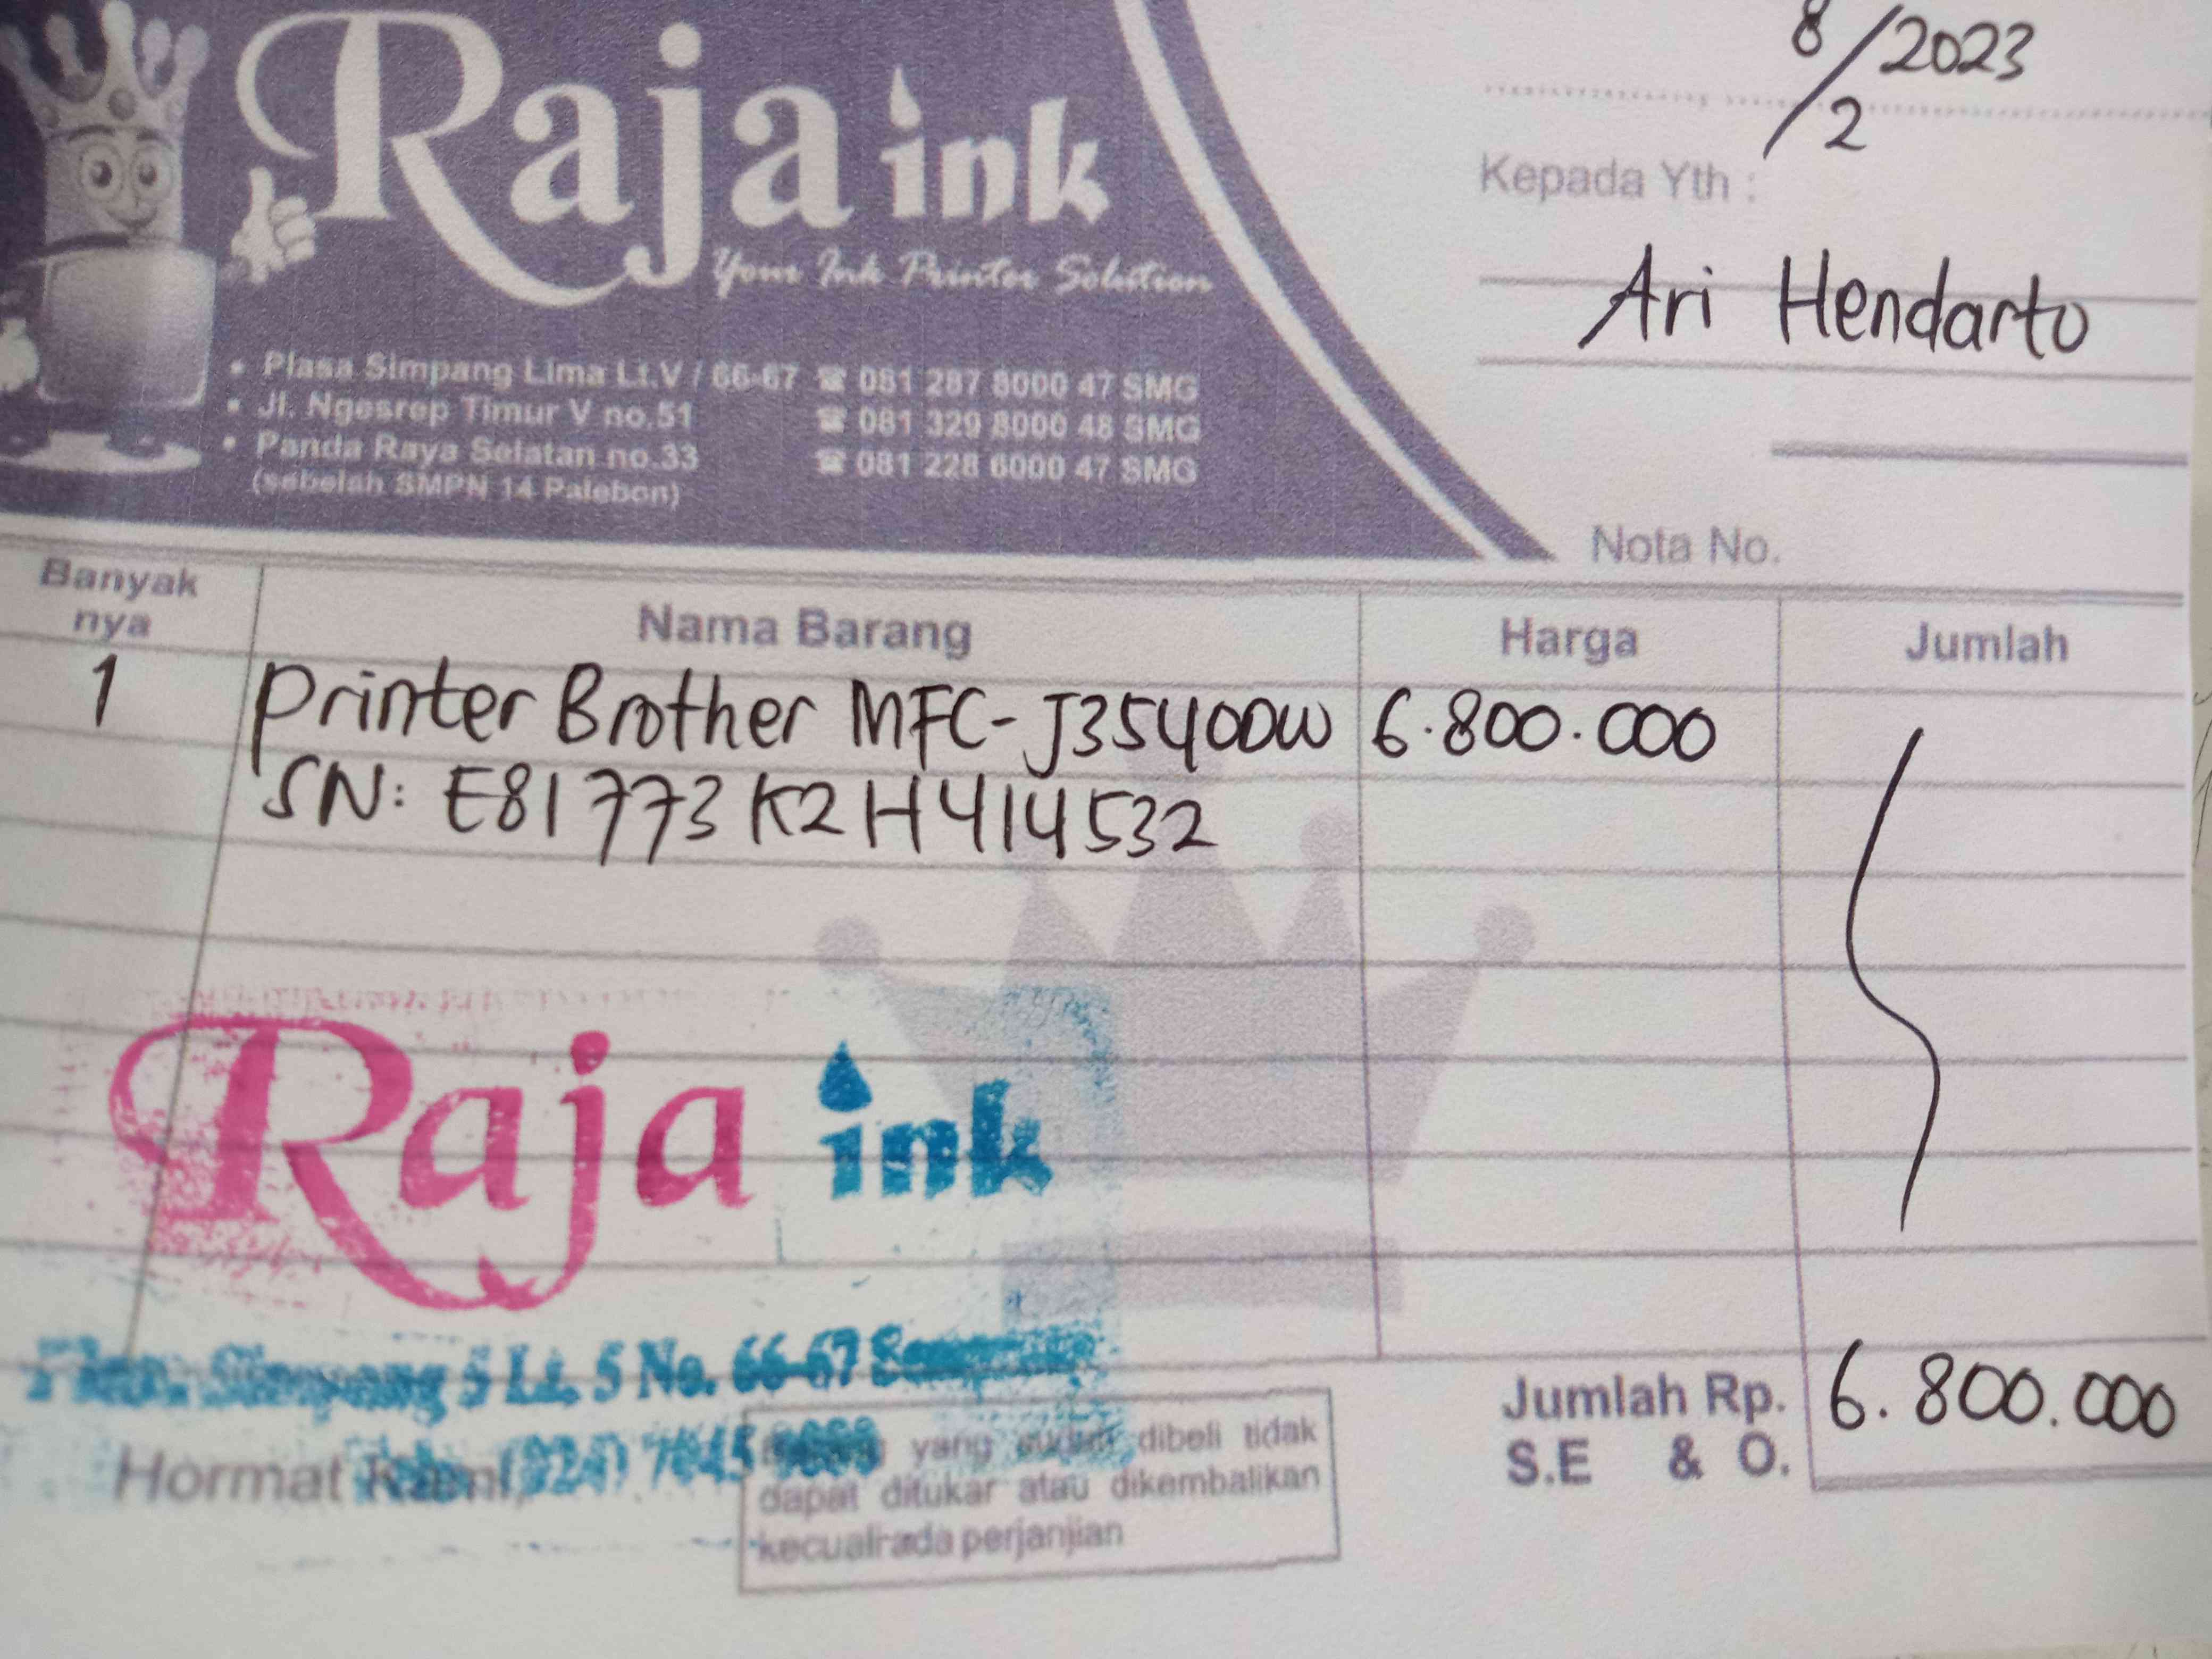 Raja ink
Your Ink Printer Solution
• Plasa Simpang Lima Lt.V / 66-67 ☎ 081 287 8000 47 SMG
• Jl. Ngesrep Timur V no.51 ☎ 081 329 8000 48 SMG
• Panda Raya Selatan no.33 ☎ 081 228 6000 47 SMG
(sebelah SMPN 14 Palebon)
8/2 2023
Kepada Yth :
Ari Hendarto
Nota No.
Banyak nya Nama Barang Harga Jumlah
1 Printer Brother MFC-J3540DW 6.800.000
SN: E81773K2H414532
Raja ink
Simpang 5 Lt. 5 No. 66-67
(024) 7645
Hormat Kami,
yang sudah dibeli tidak
dapat ditukar atau dikembalikan
kecuali ada perjanjian
Jumlah Rp. 6.800.000
S.E & O.